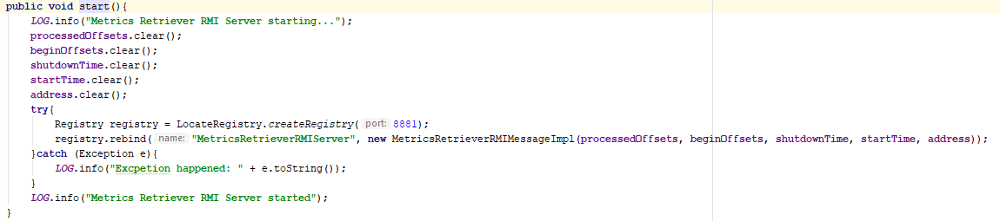 public void start(){
    LOG.info("Metrics Retriever RMI Server starting...");
    processedOffsets.clear();
    beginOffsets.clear();
    shutdownTime.clear();
    startTime.clear();
    address.clear();
    try{
        Registry registry = LocateRegistry.createRegistry( port: 8881);
        registry.rebind( name: "MetricsRetrieverRMIServer", new MetricsRetrieverRMIMessageImpl(processedOffsets, beginOffsets, shutdownTime, startTime, address));
    }catch (Exception e){
        LOG.info("Excpetion happened: " + e.toString());
    }
    LOG.info("Metrics Retriever RMI Server started");
}